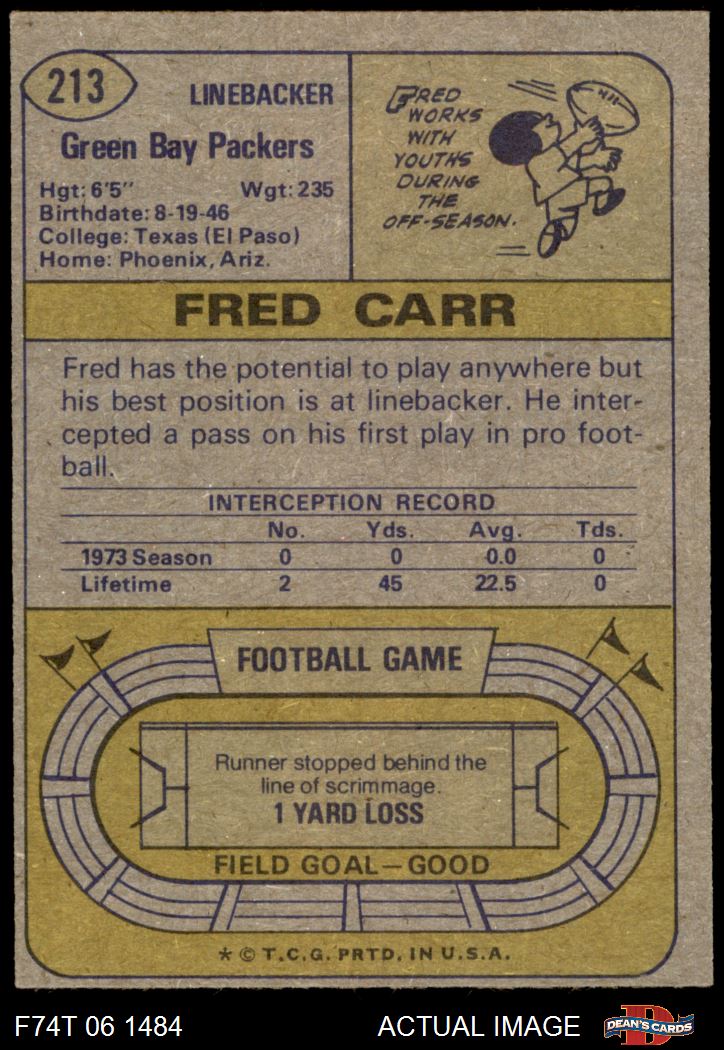 213
LINEBACKER
Green Bay Packers
Hgt: 6'5" Wgt: 235
Birthdate: 8-19-46
College: Texas (El Paso)
Home: Phoenix, Ariz.
FRED
WORKS
WITH
YOUTHS
DURING
THE
OFF-SEASON.
FRED CARR
Fred has the potential to play anywhere but
his best position is at linebacker. He inter-
cepted a pass on his first play in pro foot-
ball.
INTERCEPTION RECORD
No. Yds. Avg. Tds.
1973 Season 0 0 0.0 0
Lifetime 2 45 22.5 0
FOOTBALL GAME
Runner stopped behind the
line of scrimmage.
1 YARD LOSS
FIELD GOAL—GOOD
* © T.C.G. PRTD. IN U.S.A.
F74T 06 1484 ACTUAL IMAGE D DEAN'S CARDS